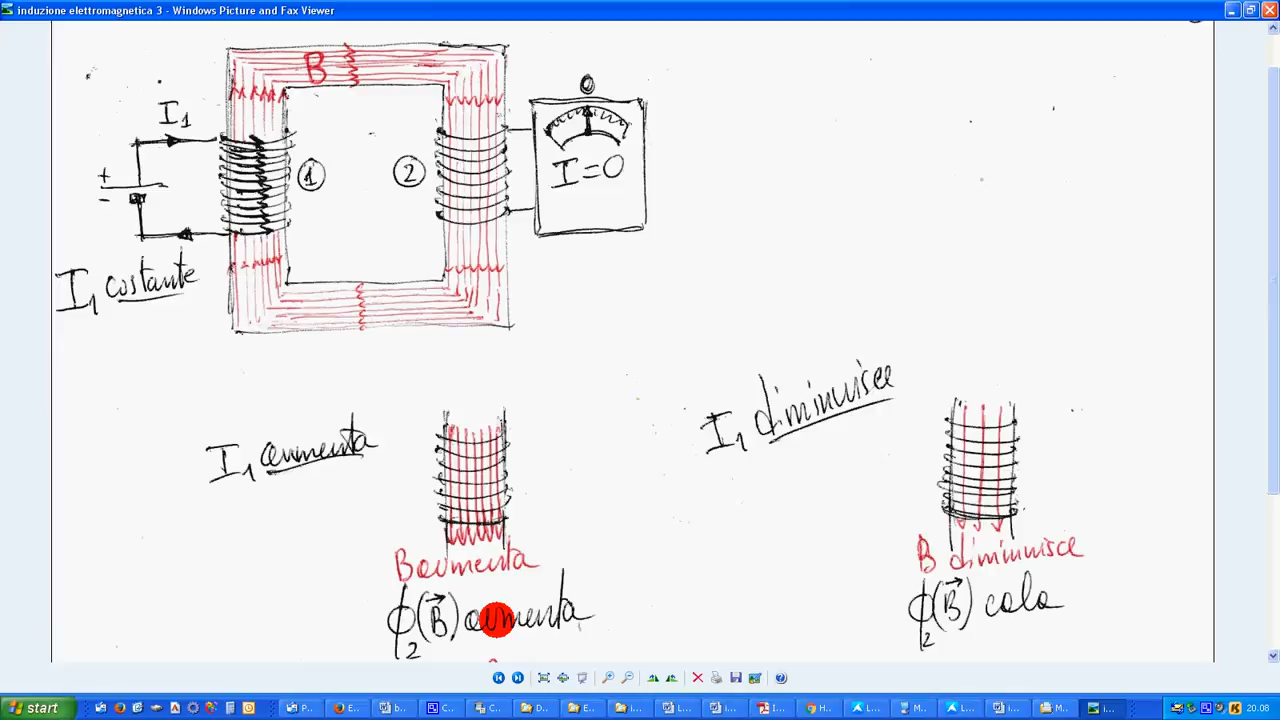 induzione elettromagnetica 3 - Windows Picture and Fax Viewer
B
0
I1
+
-
1
2
I=0
I1 costante
I1 diminuisce
I1 aumenta
B aumenta
B diminuisce
ϕ2(B⃗) aumenta
ϕ2(B⃗) cala
start
P...
E...
b...
C...
C...
D...
E...
i...
L...
i...
L...
i...
I...
H...
L...
M...
L...
i...
M...
i...
20.08